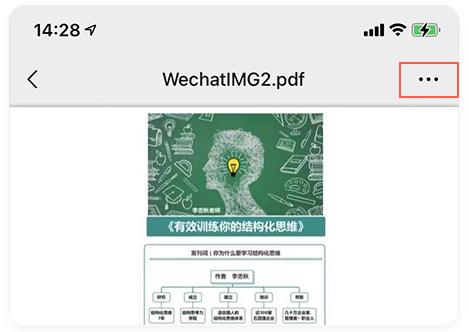 14:28
WechatIMG2.pdf
李忠秋老师
《有效训练你的结构化思维》
发刊词 | 你为什么要学习结构化思维
作者 李忠秋
研究 成立 建立 培训 帮助
结构化思维 结构思考力 适合国人的 近300家 几十万企业家、
7年 学院 结构化思维体系 五百强企业 管理者、职业人